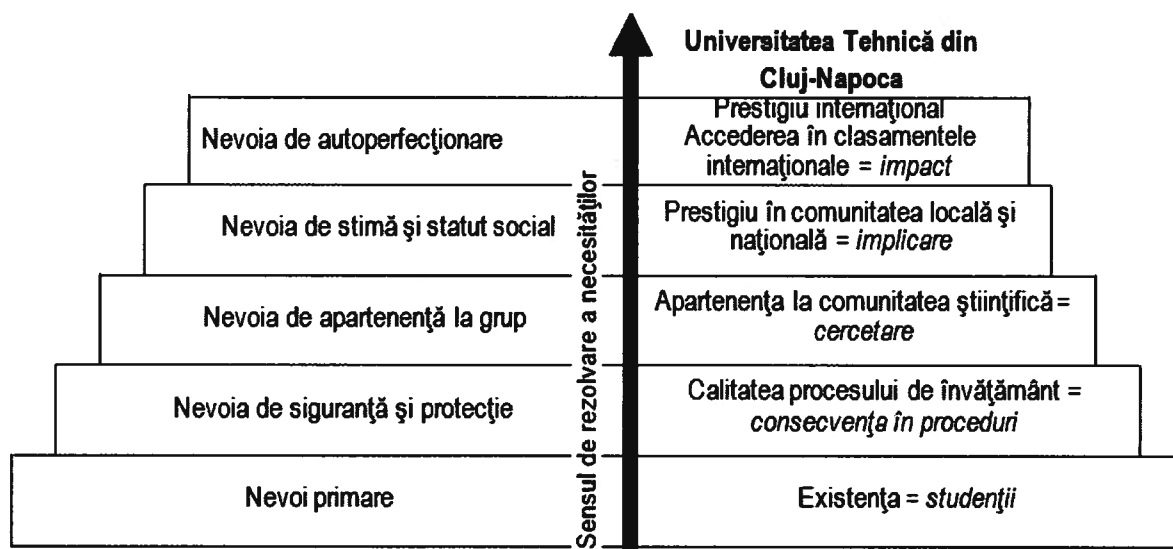 Universitatea Tehnică din
Cluj-Napoca
Nevoia de autoperfecţionare
Prestigiu internaţional
Accederea în clasamentele
internaţionale = impact
Nevoia de stimă şi statut social
Prestigiu în comunitatea locală şi
naţională = implicare
Nevoia de apartenenţă la grup
Apartenenţa la comunitatea ştiinţifică =
cercetare
Nevoia de siguranţă şi protecţie
Calitatea procesului de învăţământ =
consecvenţa în proceduri
Nevoi primare
Existenţa = studenţii
Sensul de rezolvare a necesităţilor